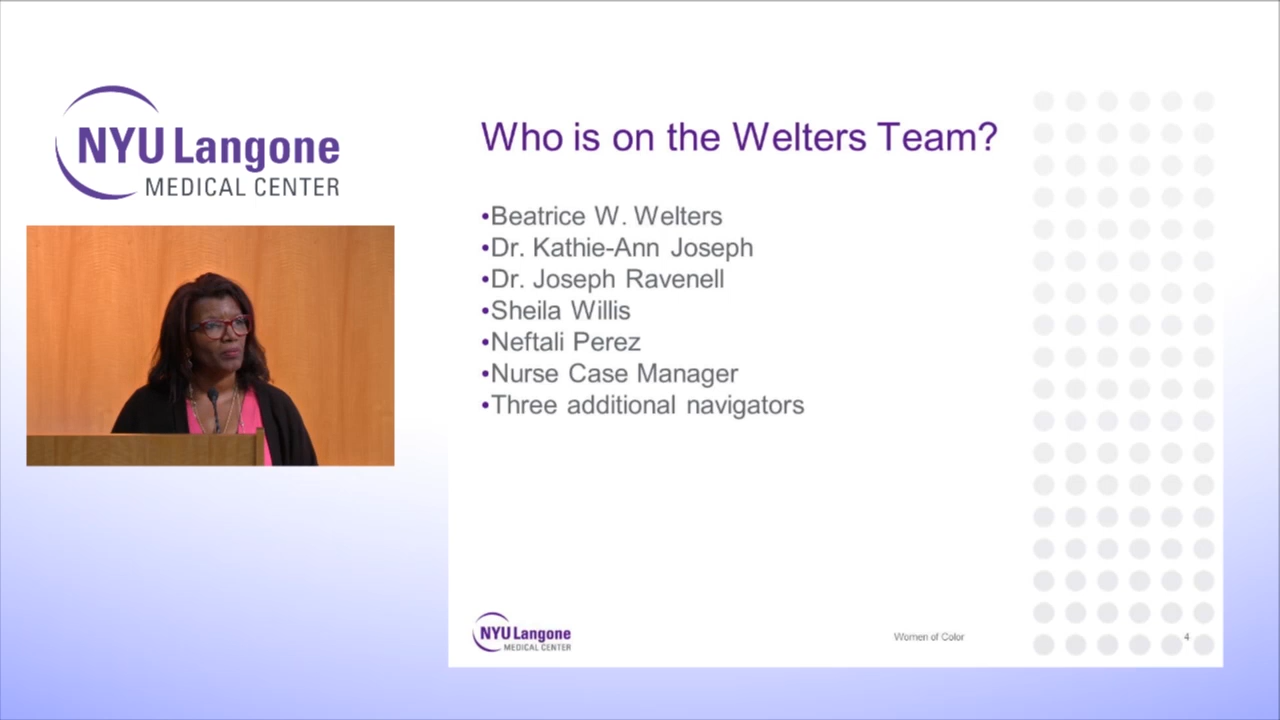 NYU Langone
MEDICAL CENTER
Who is on the Welters Team?
•Beatrice W. Welters
•Dr. Kathie-Ann Joseph
•Dr. Joseph Ravenell
•Sheila Willis
•Neftali Perez
•Nurse Case Manager
•Three additional navigators
NYU Langone
MEDICAL CENTER
Women of Color
4